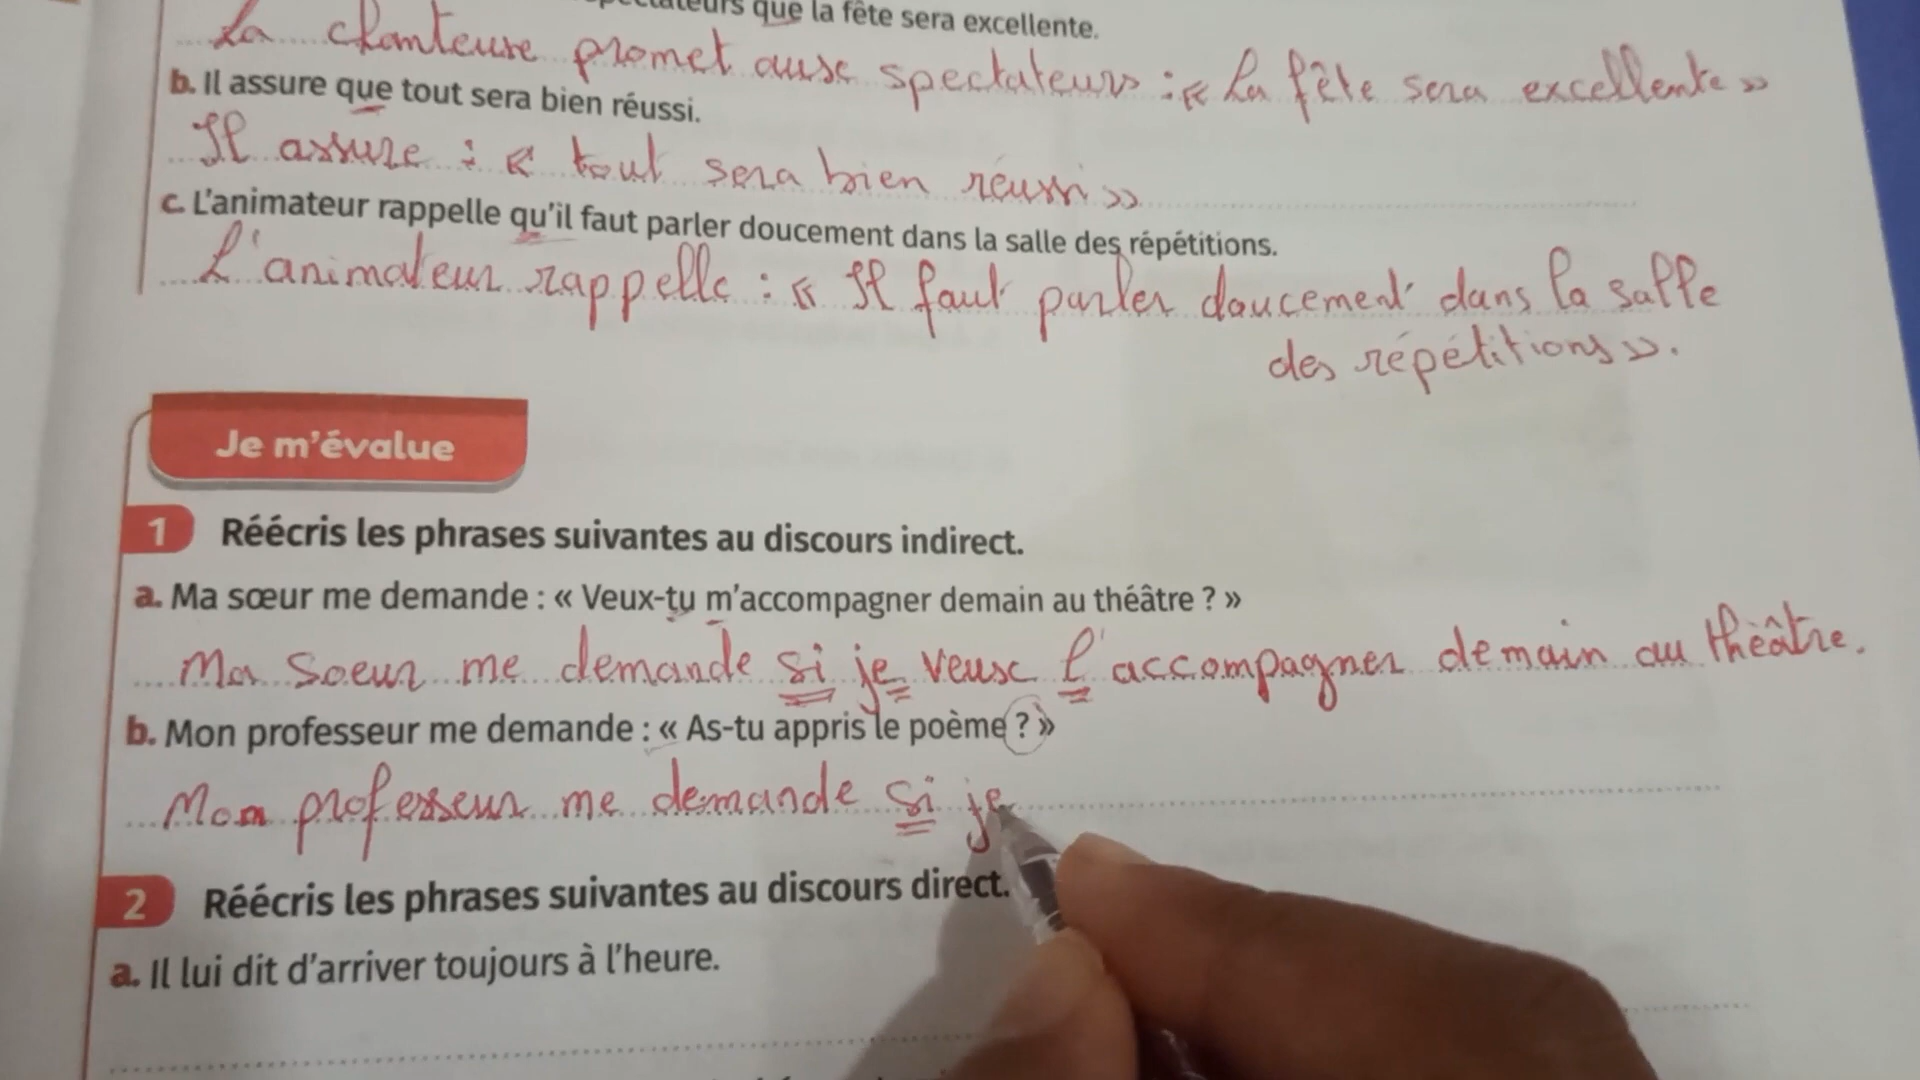 que la fête sera excellente.
La chanteuse promet aux spectateurs : « La fête sera excellente »
b. Il assure que tout sera bien réussi.
Il assure : « tout sera bien réussi »
c. L'animateur rappelle qu'il faut parler doucement dans la salle des répétitions.
L'animateur rappelle : « Il faut parler doucement dans la salle
des répétitions ».
Je m'évalue
1 Réécris les phrases suivantes au discours indirect.
a. Ma sœur me demande : « Veux-tu m'accompagner demain au théâtre ? »
Ma soeur me demande si je veux l'accompagner demain au théâtre.
b. Mon professeur me demande : « As-tu appris le poème ? »
Mon professeur me demande si je
2 Réécris les phrases suivantes au discours direct.
a. Il lui dit d'arriver toujours à l'heure.